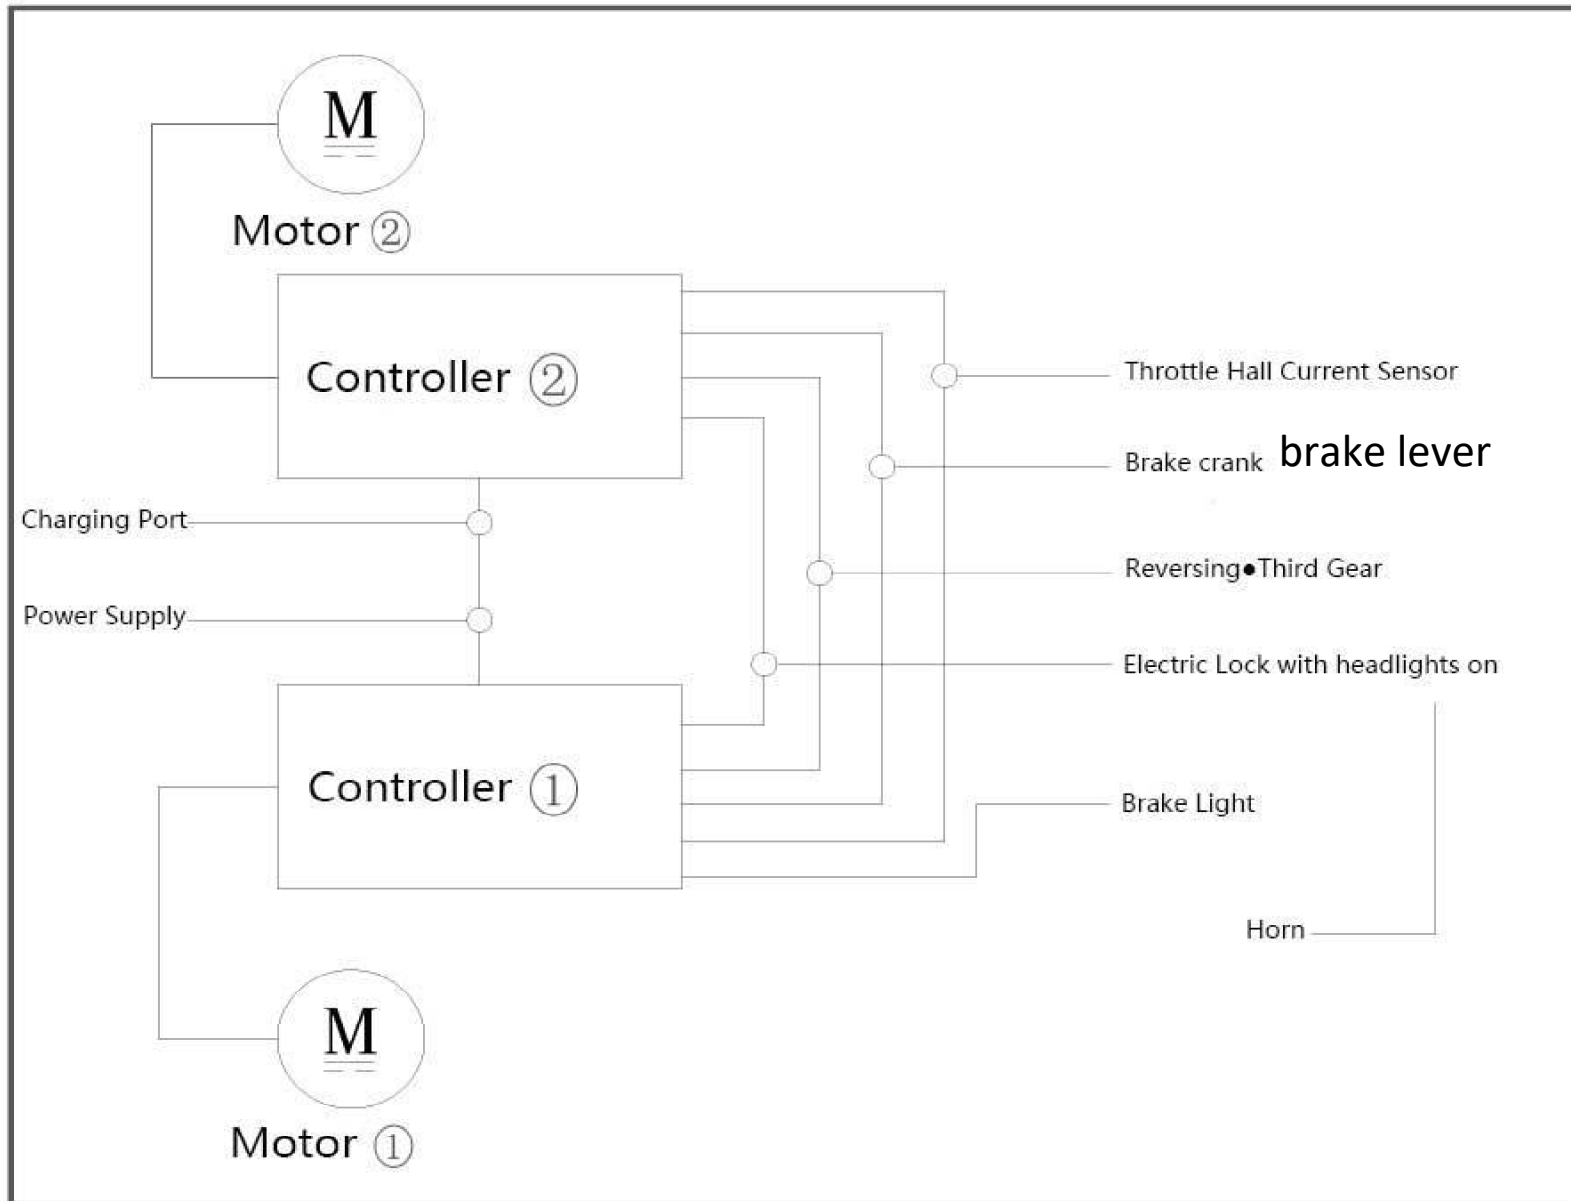 M
Motor ②
Controller ②
Throttle Hall Current Sensor
Brake crank brake lever
Charging Port
Reversing●Third Gear
Power Supply
Electric Lock with headlights on
Controller ①
Brake Light
Horn
M
Motor ①